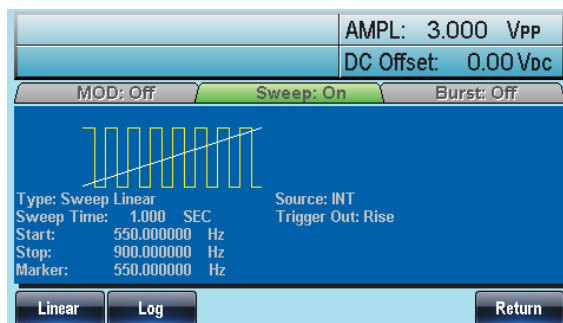 AMPL: 3.000 VPP
DC Offset: 0.00 VDC
MOD: Off Sweep: On Burst: Off
Type: Sweep Linear Source: INT
Sweep Time: 1.000 SEC Trigger Out: Rise
Start: 550.000000 Hz
Stop: 900.000000 Hz
Marker: 550.000000 Hz
Linear Log Return